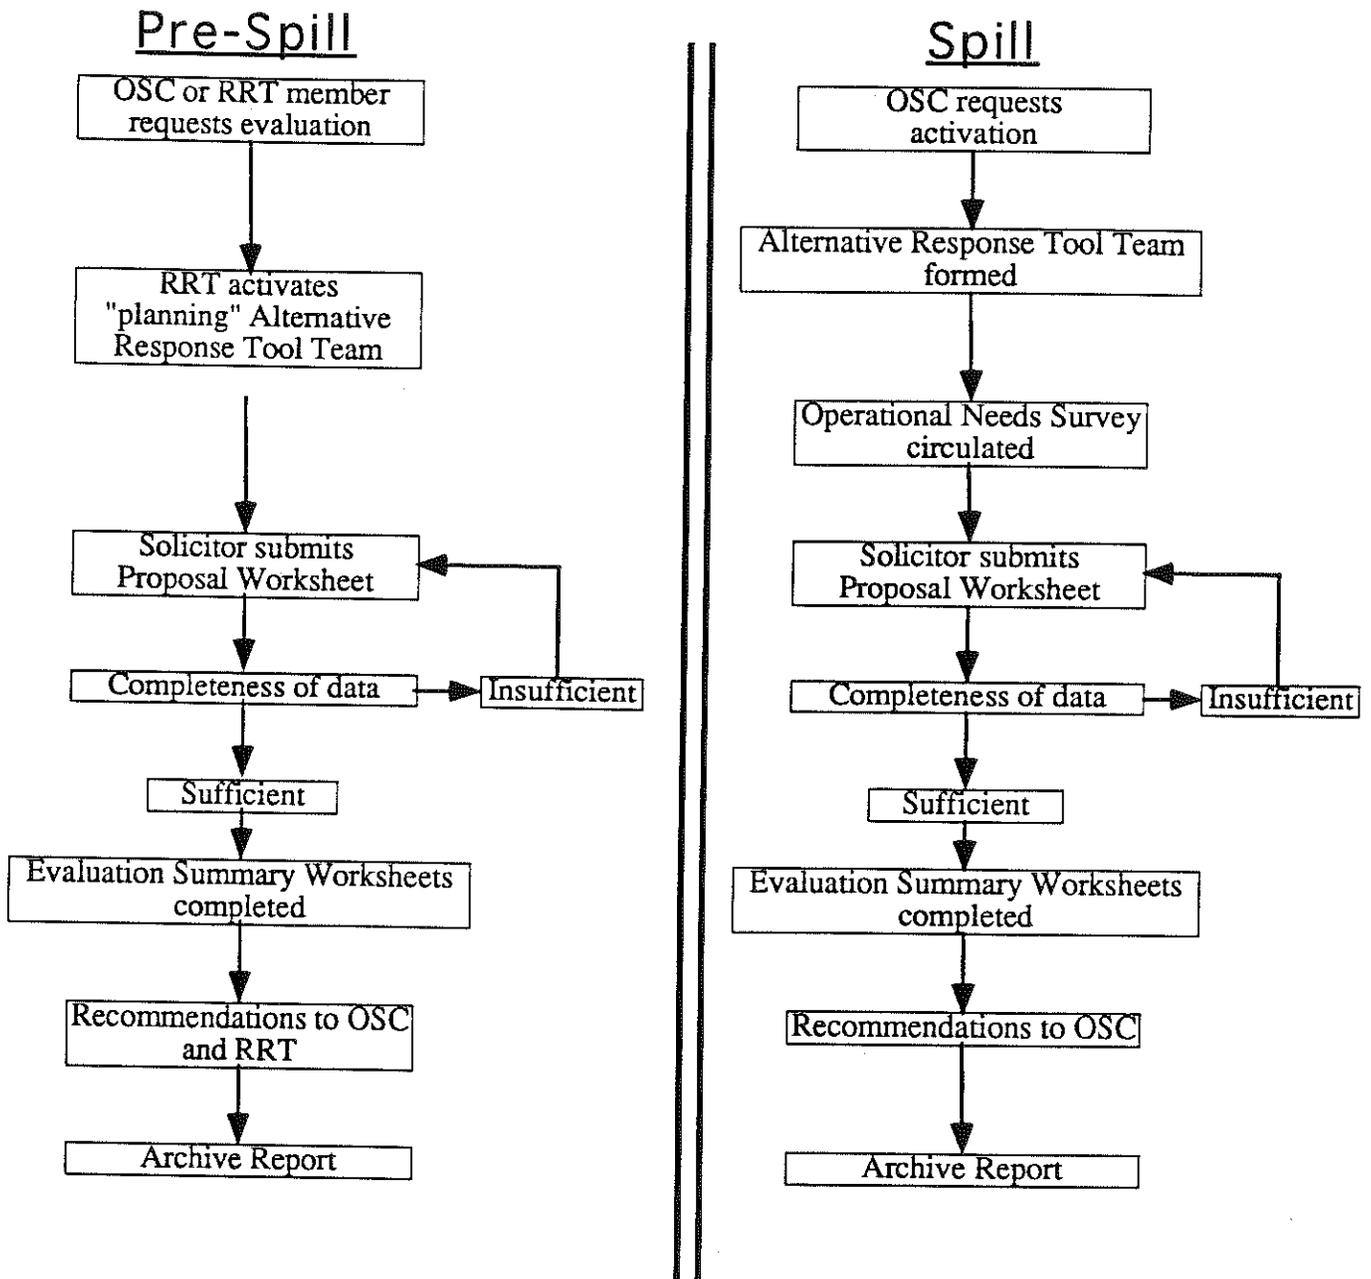 Pre-Spill
OSC or RRT member
requests evaluation
RRT activates
"planning" Alternative
Response Tool Team
Solicitor submits
Proposal Worksheet
Completeness of data
Insufficient
Sufficient
Evaluation Summary Worksheets
completed
Recommendations to OSC
and RRT
Archive Report
Spill
OSC requests
activation
Alternative Response Tool Team
formed
Operational Needs Survey
circulated
Solicitor submits
Proposal Worksheet
Completeness of data
Insufficient
Sufficient
Evaluation Summary Worksheets
completed
Recommendations to OSC
Archive Report